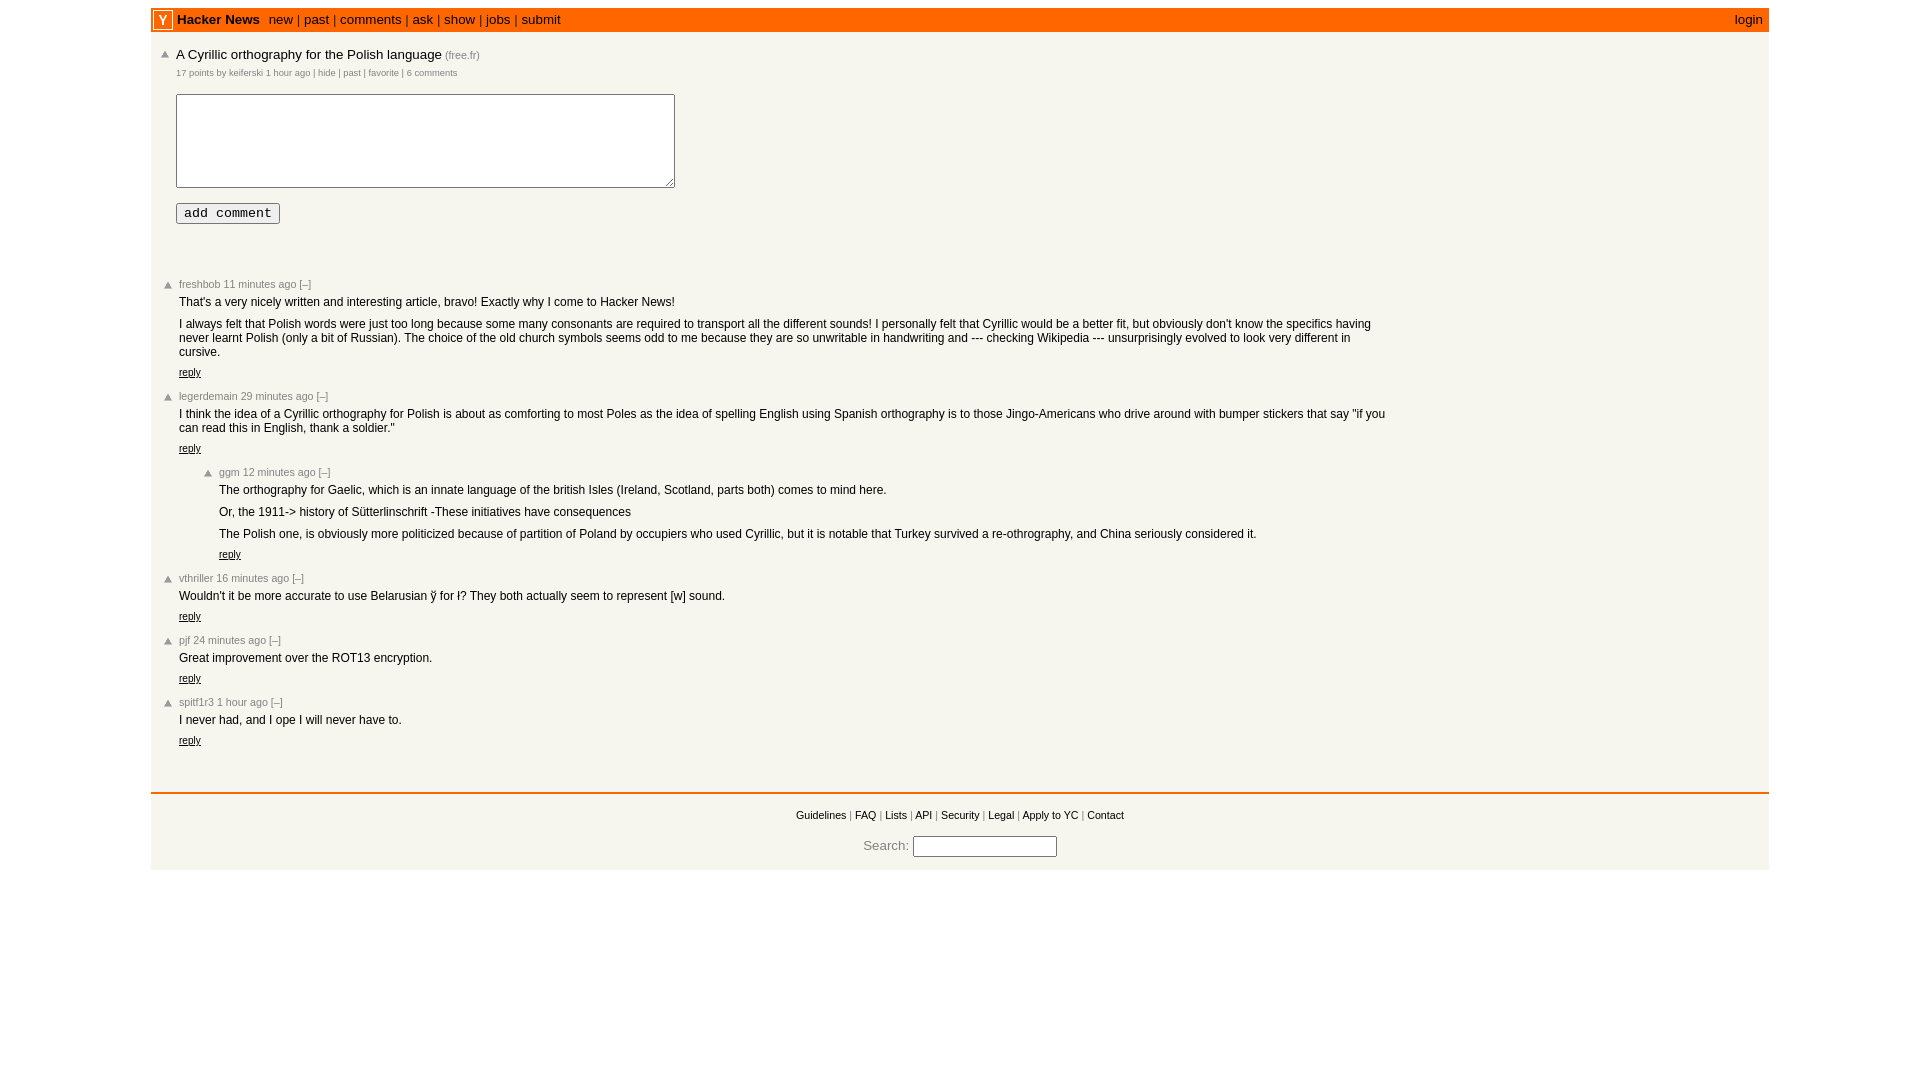 Y Hacker News new | past | comments | ask | show | jobs | submit login
A Cyrillic orthography for the Polish language (free.fr)
17 points by keiferski 1 hour ago | hide | past | favorite | 6 comments
add comment
freshbob 11 minutes ago [–]
That's a very nicely written and interesting article, bravo! Exactly why I come to Hacker News!
I always felt that Polish words were just too long because some many consonants are required to transport all the different sounds! I personally felt that Cyrillic would be a better fit, but obviously don't know the specifics having
never learnt Polish (only a bit of Russian). The choice of the old church symbols seems odd to me because they are so unwritable in handwriting and --- checking Wikipedia --- unsurprisingly evolved to look very different in
cursive.
reply
legerdemain 29 minutes ago [–]
I think the idea of a Cyrillic orthography for Polish is about as comforting to most Poles as the idea of spelling English using Spanish orthography is to those Jingo-Americans who drive around with bumper stickers that say "if you
can read this in English, thank a soldier."
reply
ggm 12 minutes ago [–]
The orthography for Gaelic, which is an innate language of the british Isles (Ireland, Scotland, parts both) comes to mind here.
Or, the 1911-> history of Sütterlinschrift -These initiatives have consequences
The Polish one, is obviously more politicized because of partition of Poland by occupiers who used Cyrillic, but it is notable that Turkey survived a re-othrography, and China seriously considered it.
reply
vthriller 16 minutes ago [–]
Wouldn't it be more accurate to use Belarusian ў for ł? They both actually seem to represent [w] sound.
reply
pjf 24 minutes ago [–]
Great improvement over the ROT13 encryption.
reply
spitf1r3 1 hour ago [–]
I never had, and I ope I will never have to.
reply
Guidelines | FAQ | Lists | API | Security | Legal | Apply to YC | Contact
Search: